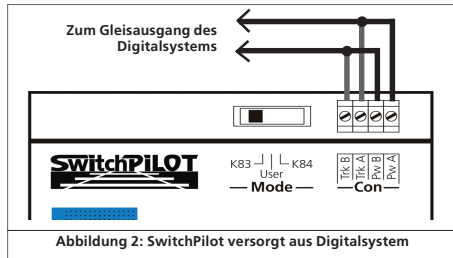 Zum Gleisausgang des
Digitalsystems
SwitchPILOT
K83
K84
User
Mode
Trk B
Trk A
Pw B
Pw A
Con
Abbildung 2: SwitchPilot versorgt aus Digitalsystem